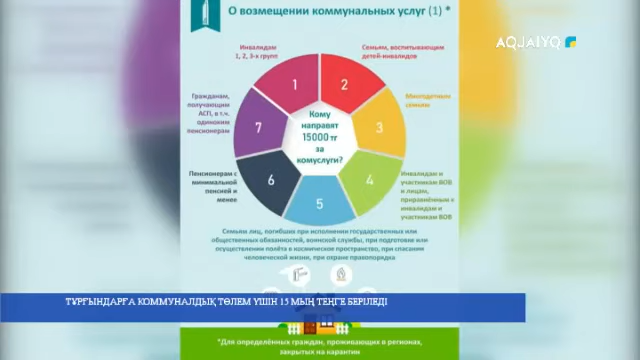 О возмещении коммунальных услуг (1) *
AQJAIYQ
Инвалидам
1, 2, 3-х групп
Семьям, воспитывающим
детей-инвалидов
1
2
Гражданам,
получающим
АСП, в т.ч.
одиноким
пенсионерам
Многодетным
семьям
7
3
Кому
направят
15000 тг
за
комуслуги?
Пенсионерам с
минимальной
пенсией и
менее
6
4
Инвалидам и
участникам ВОВ
и лицам,
приравнённым к
инвалидам и
участникам ВОВ
5
Семьям лиц, погибших при исполнении государственных или
общественных обязанностей, воинской службы, при подготовке или
осуществлении полёта в космическое пространство, при спасании
человеческой жизни, при охране правопорядка
ТҰРҒЫНДАРҒА КОММУНАЛДЫҚ ТӨЛЕМ ҮШІН 15 МЫҢ ТЕҢГЕ БЕРІЛЕДІ
*Для определённых граждан, проживающих в регионах,
закрытых на карантин